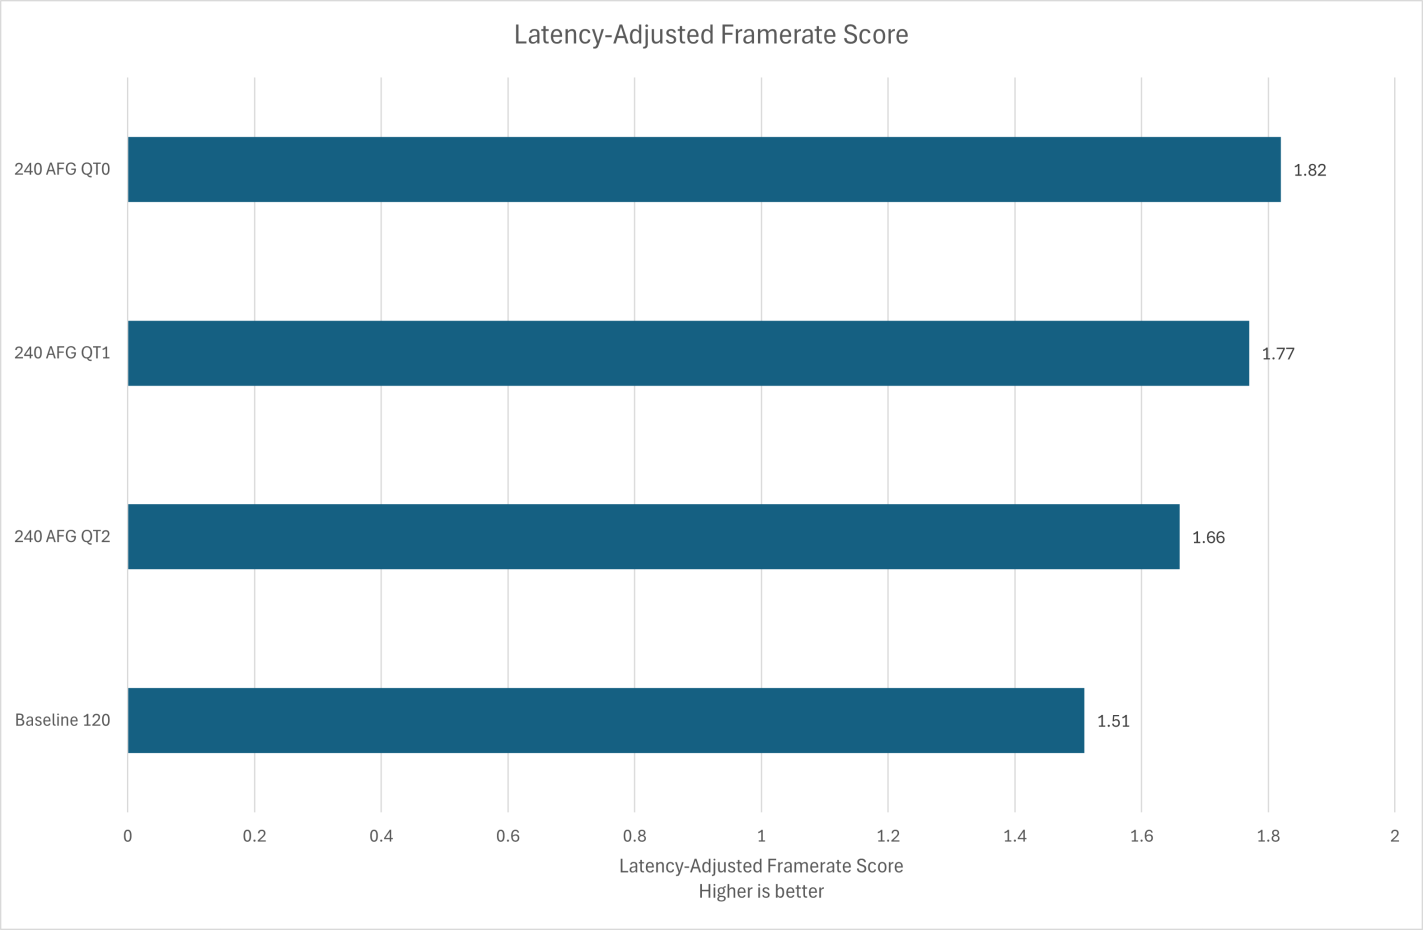 Latency-Adjusted Framerate Score
240 AFG QT0
1.82
240 AFG QT1
1.77
240 AFG QT2
1.66
Baseline 120
1.51
0 0.2 0.4 0.6 0.8 1 1.2 1.4 1.6 1.8 2
Latency-Adjusted Framerate Score
Higher is better